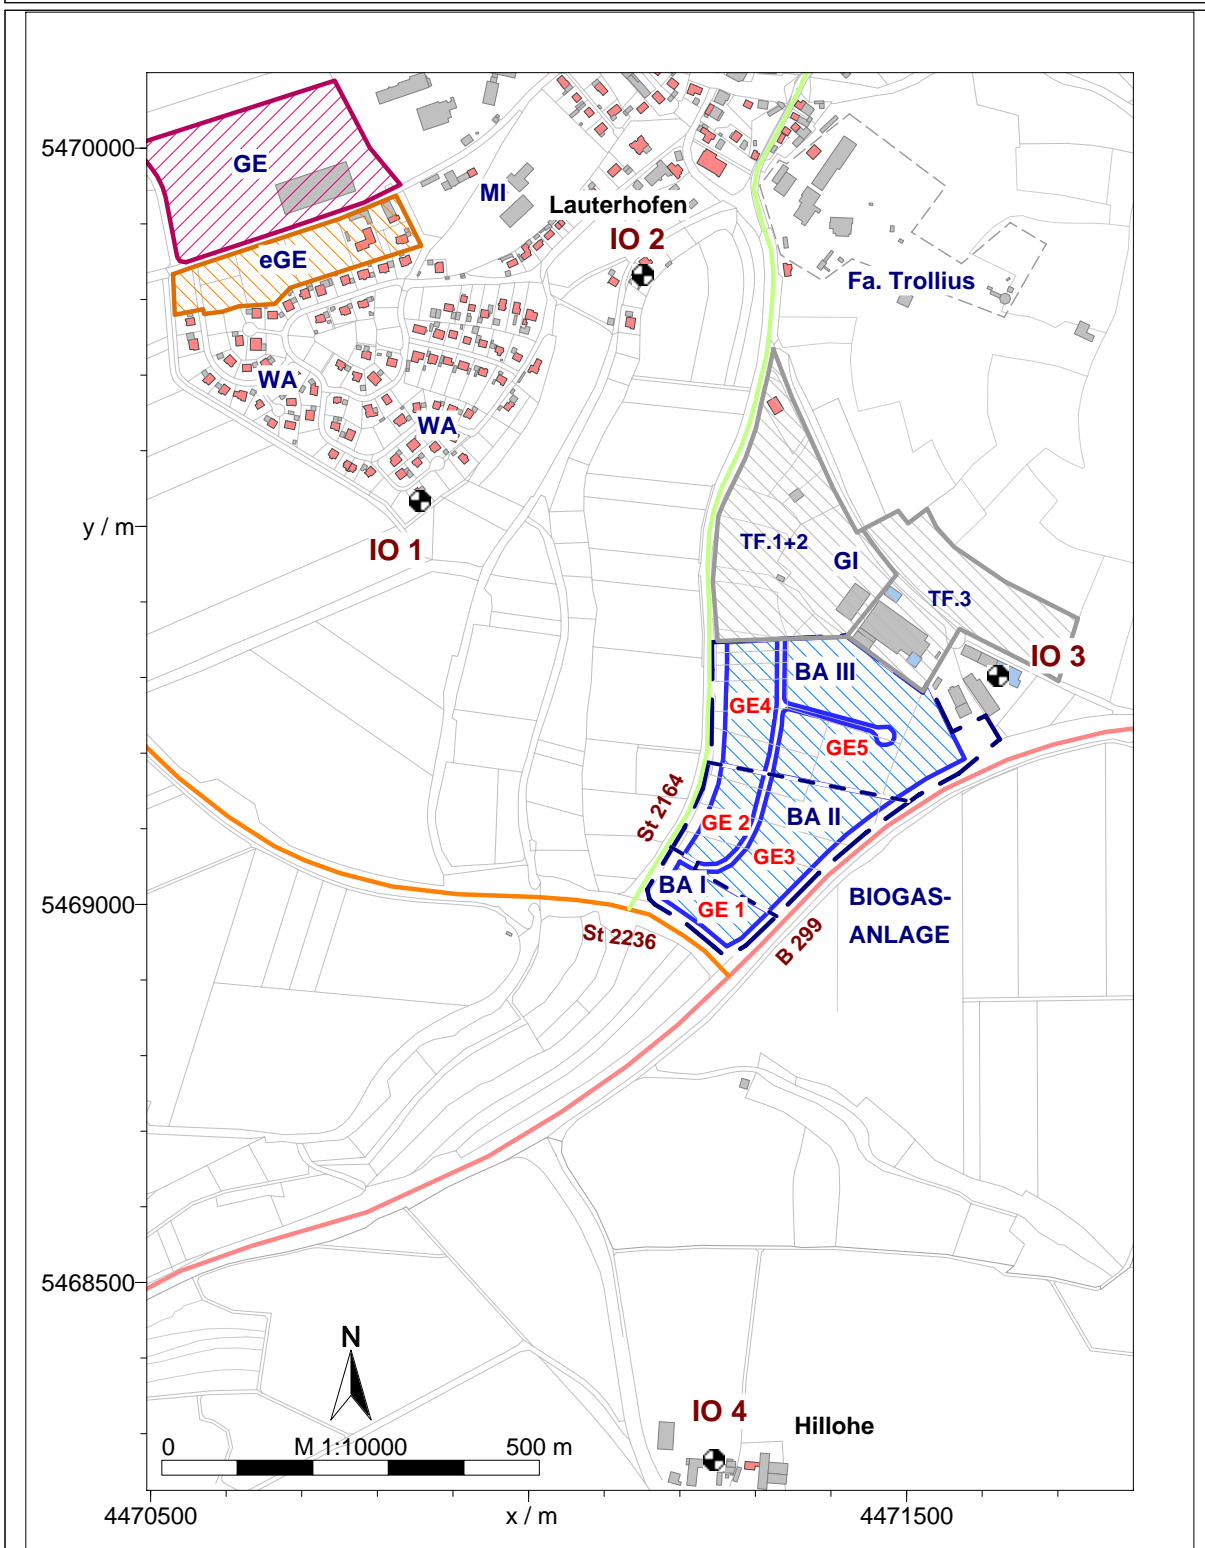 5470000
GE
MI
Lauterhofen
IO 2
eGE
Fa. Trollius
WA
WA
y / m
IO 1
TF.1+2
GI
TF.3
IO 3
BA III
GE4
GE5
St 2164
GE 2
BA II
GE3
BA I
GE 1
5469000
BIOGAS-
ANLAGE
St 2236
B 299
5468500
N
IO 4
Hillohe
0 M 1:10000 500 m
4470500 x / m 4471500